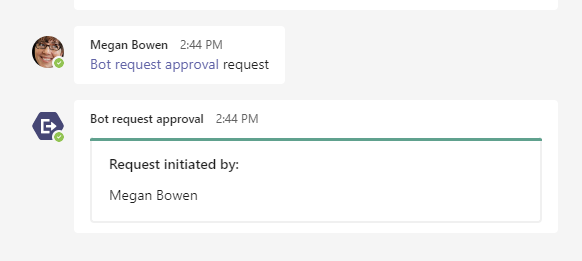 Megan Bowen 2:44 PM
Bot request approval request
Bot request approval 2:44 PM
Request initiated by:
Megan Bowen